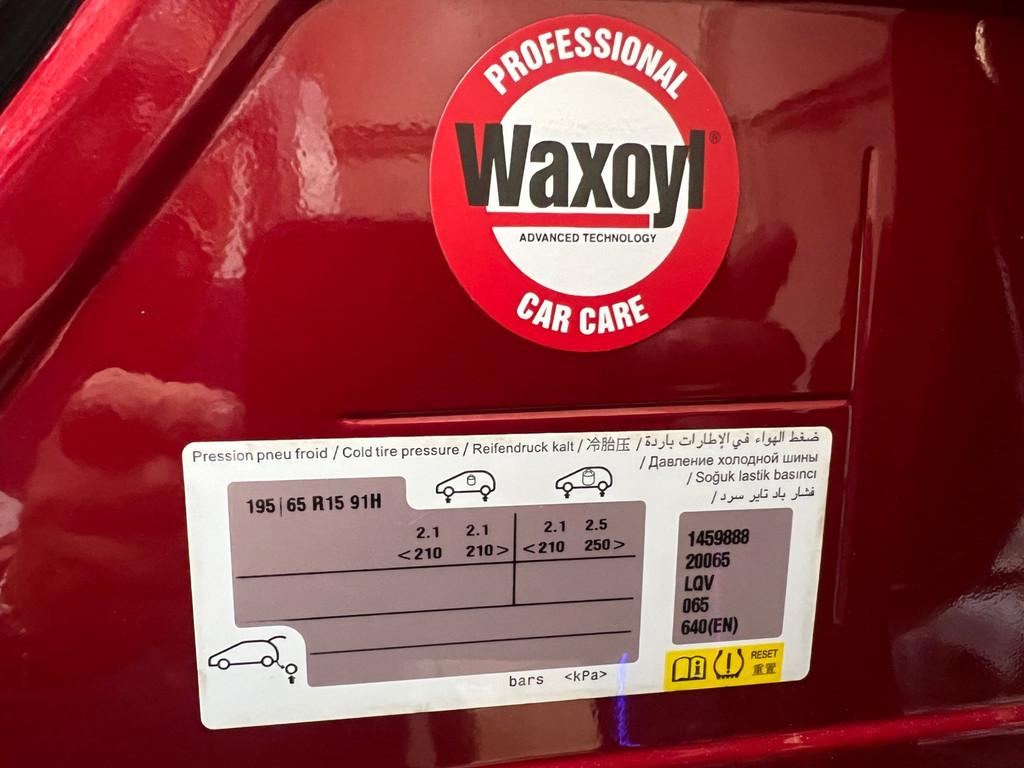 PROFESSIONAL
Waxoyl®
ADVANCED TECHNOLOGY
CAR CARE
Pression pneu froid / Cold tire pressure / Reifendruck kalt / 冷胎压 / ضغط الهواء في الإطارات باردة
/ Давление холодной шины
/ Soğuk lastik basıncı
/ فشار باد تایر سرد
195|65 R15 91H
2.1 2.1 2.1 2.5
<210 210> <210 250>
1459888
20065
LQV
065
640(EN)
RESET
重置
bars <kPa>